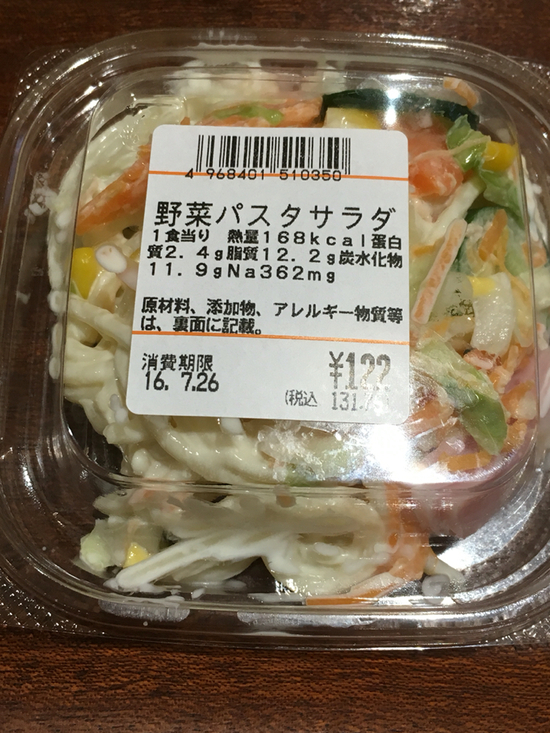 4 968401 510350
野菜パスタサラダ
1食当り 熱量168kcal蛋白
質2.4g脂質12.2g炭水化物
11.9gNa362mg
原材料、添加物、アレルギー物質等
は、裏面に記載。
消費期限
16. 7.26
¥122
(税込 131.